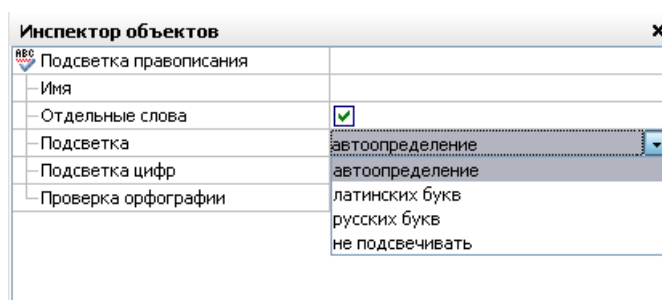 Инспектор объектов
ABC Подсветка правописания
Имя
Отдельные слова
Подсветка автоопределение
Подсветка цифр автоопределение
латинских букв
Проверка орфографии русских букв
не подсвечивать